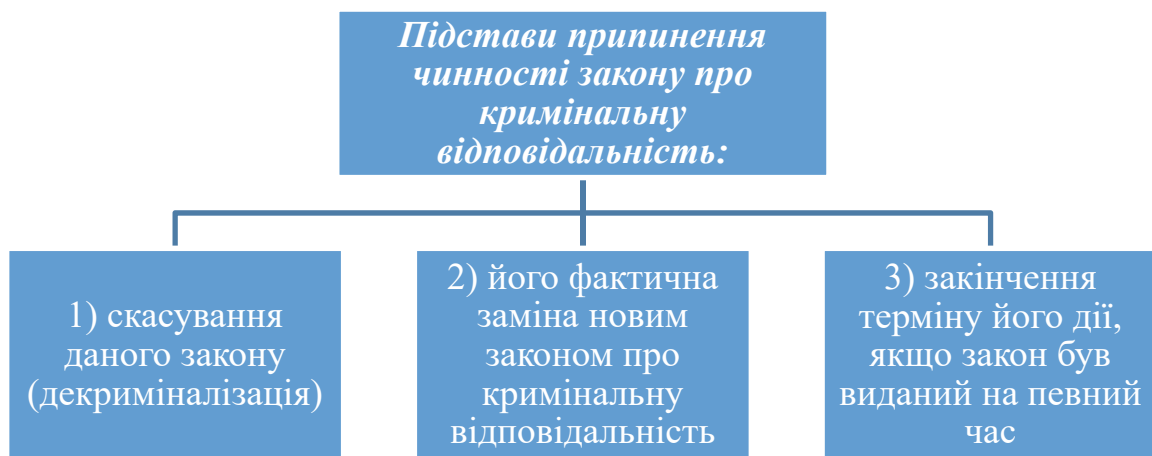 Підстави припинення
чинності закону про
кримінальну
відповідальність:
1) скасування
даного закону
(декриміналізація)
2) його фактична
заміна новим
законом про
кримінальну
відповідальність
3) закінчення
терміну його дії,
якщо закон був
виданий на певний
час